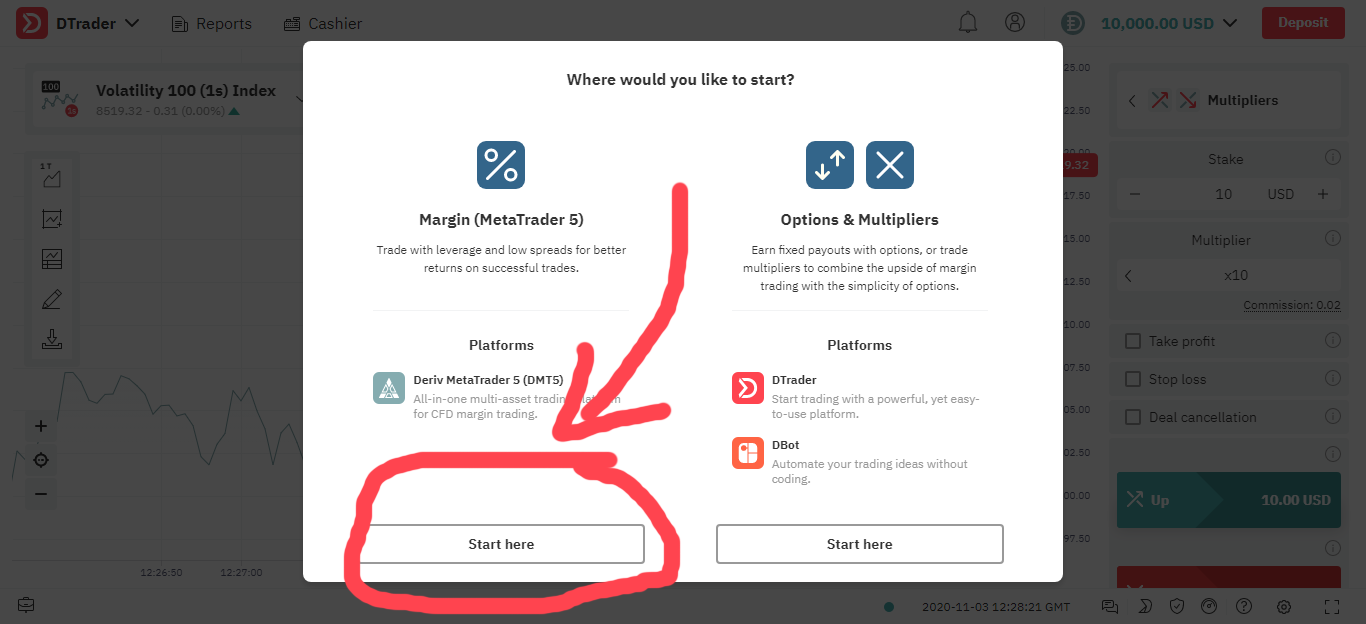 DTrader
Reports
Cashier
10,000.00 USD
Deposit
100
1s
Volatility 100 (1s) Index
8519.32 - 0.31 (0.00%)
1T
12:26:50
12:27:00
Where would you like to start?
Margin (MetaTrader 5)
Trade with leverage and low spreads for better
returns on successful trades.
Platforms
Deriv MetaTrader 5 (DMT5)
All-in-one multi-asset trading platform
for CFD margin trading.
Start here
Options & Multipliers
Earn fixed payouts with options, or trade
multipliers to combine the upside of margin
trading with the simplicity of options.
Platforms
DTrader
Start trading with a powerful, yet easy-
to-use platform.
DBot
Automate your trading ideas without
coding.
Start here
25.00
22.50
20.00
9.32
17.50
15.00
12.50
10.00
07.50
05.00
02.50
00.00
97.50
Multipliers
Stake
10 USD
Multiplier
x10
Commission: 0.02
Take profit
Stop loss
Deal cancellation
Up 10.00 USD
2020-11-03 12:28:21 GMT